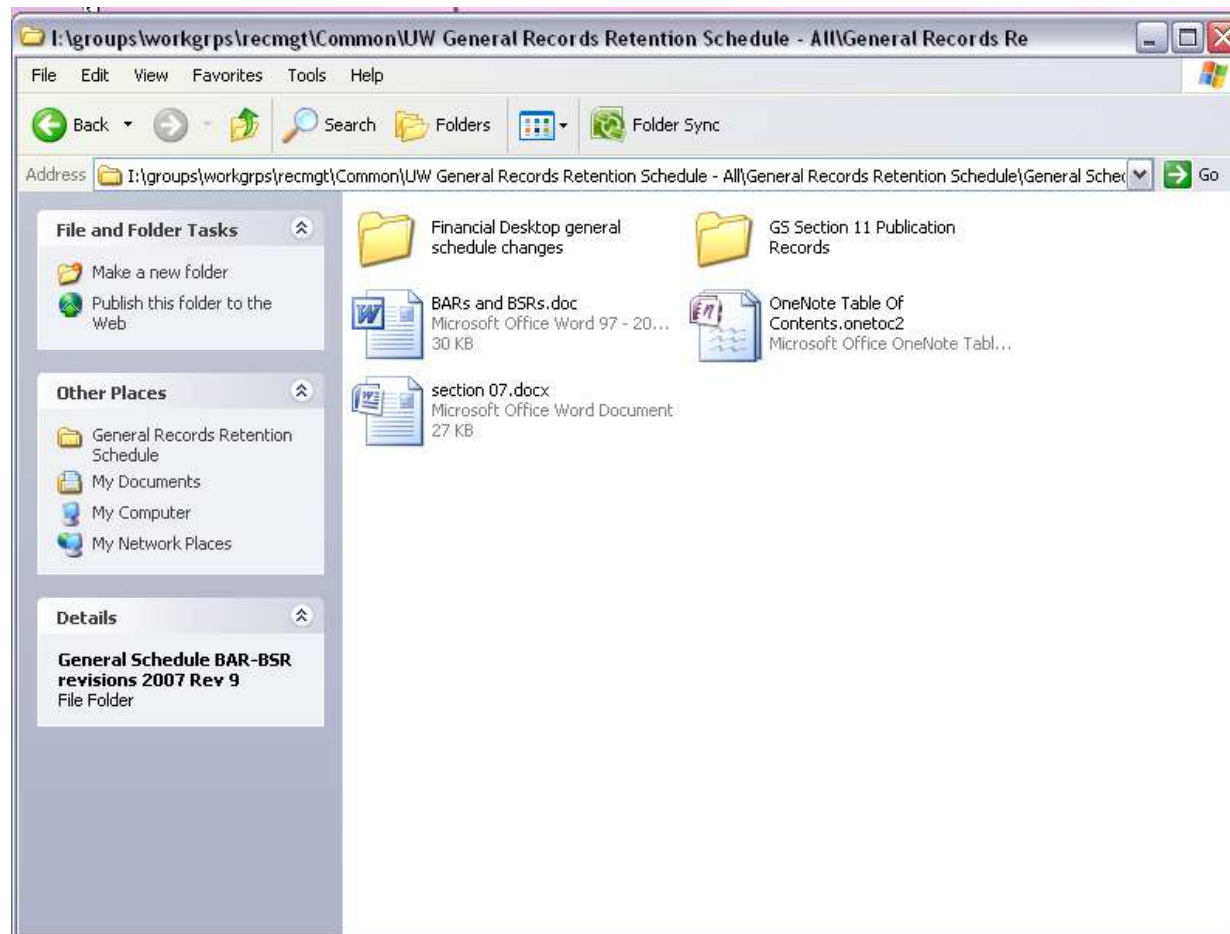 I:\groups\workgrps\recmgt\Common\UW General Records Retention Schedule - All\General Records Re
File Edit View Favorites Tools Help
Back Search Folders Folder Sync
Address I:\groups\workgrps\recmgt\Common\UW General Records Retention Schedule - All\General Records Retention Schedule\General Sched Go
File and Folder Tasks
Make a new folder
Publish this folder to the
Web
Other Places
General Records Retention
Schedule
My Documents
My Computer
My Network Places
Details
General Schedule BAR-BSR
revisions 2007 Rev 9
File Folder
Financial Desktop general
schedule changes
GS Section 11 Publication
Records
BARs and BSRs.doc
Microsoft Office Word 97 - 20...
30 KB
OneNote Table Of
Contents.onetoc2
Microsoft Office OneNote Tabl...
section 07.docx
Microsoft Office Word Document
27 KB